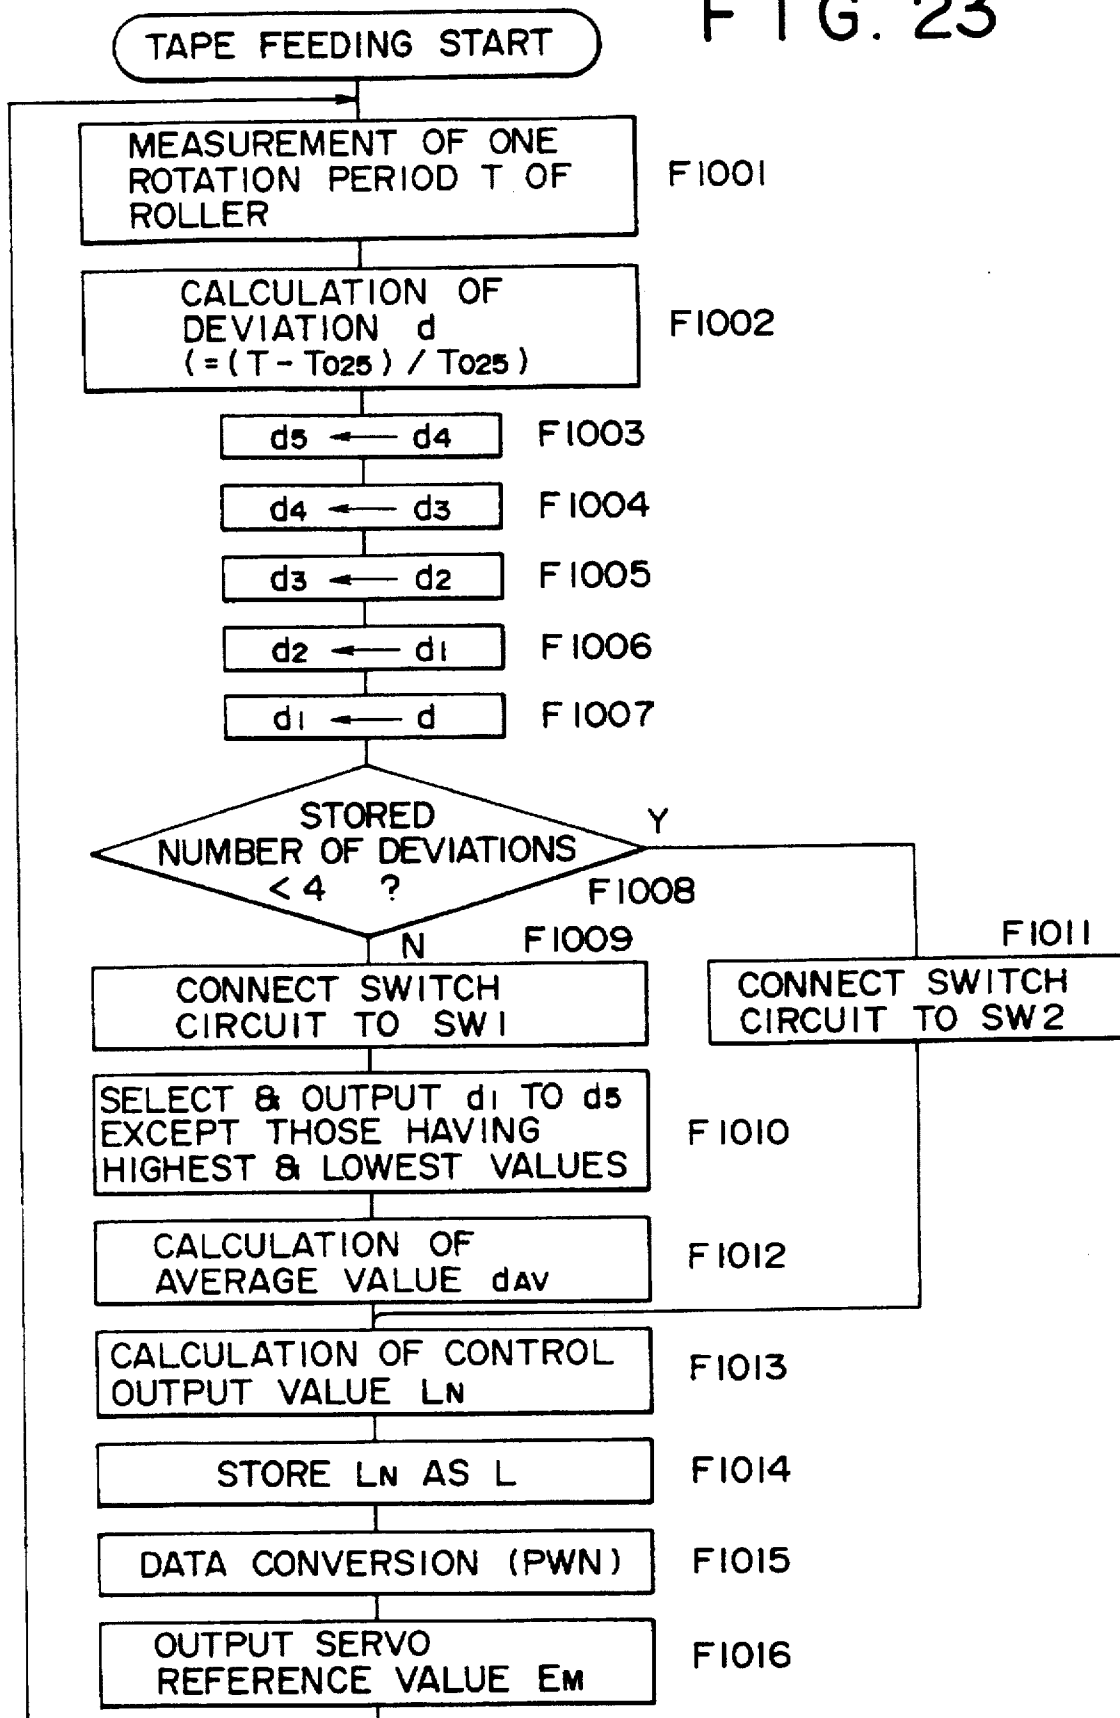 FIG. 23
TAPE FEEDING START
MEASUREMENT OF ONE
ROTATION PERIOD T OF
ROLLER
F1001
CALCULATION OF
DEVIATION d
(=(T-T025)/T025)
F1002
d5 ← d4
F1003
d4 ← d3
F1004
d3 ← d2
F1005
d2 ← d1
F1006
d1 ← d
F1007
STORED
NUMBER OF DEVIATIONS
< 4 ?
F1008
Y
N
F1009
CONNECT SWITCH
CIRCUIT TO SW1
F1011
CONNECT SWITCH
CIRCUIT TO SW2
SELECT & OUTPUT d1 TO d5
EXCEPT THOSE HAVING
HIGHEST & LOWEST VALUES
F1010
CALCULATION OF
AVERAGE VALUE dAV
F1012
CALCULATION OF CONTROL
OUTPUT VALUE LN
F1013
STORE LN AS L
F1014
DATA CONVERSION (PWN)
F1015
OUTPUT SERVO
REFERENCE VALUE EM
F1016